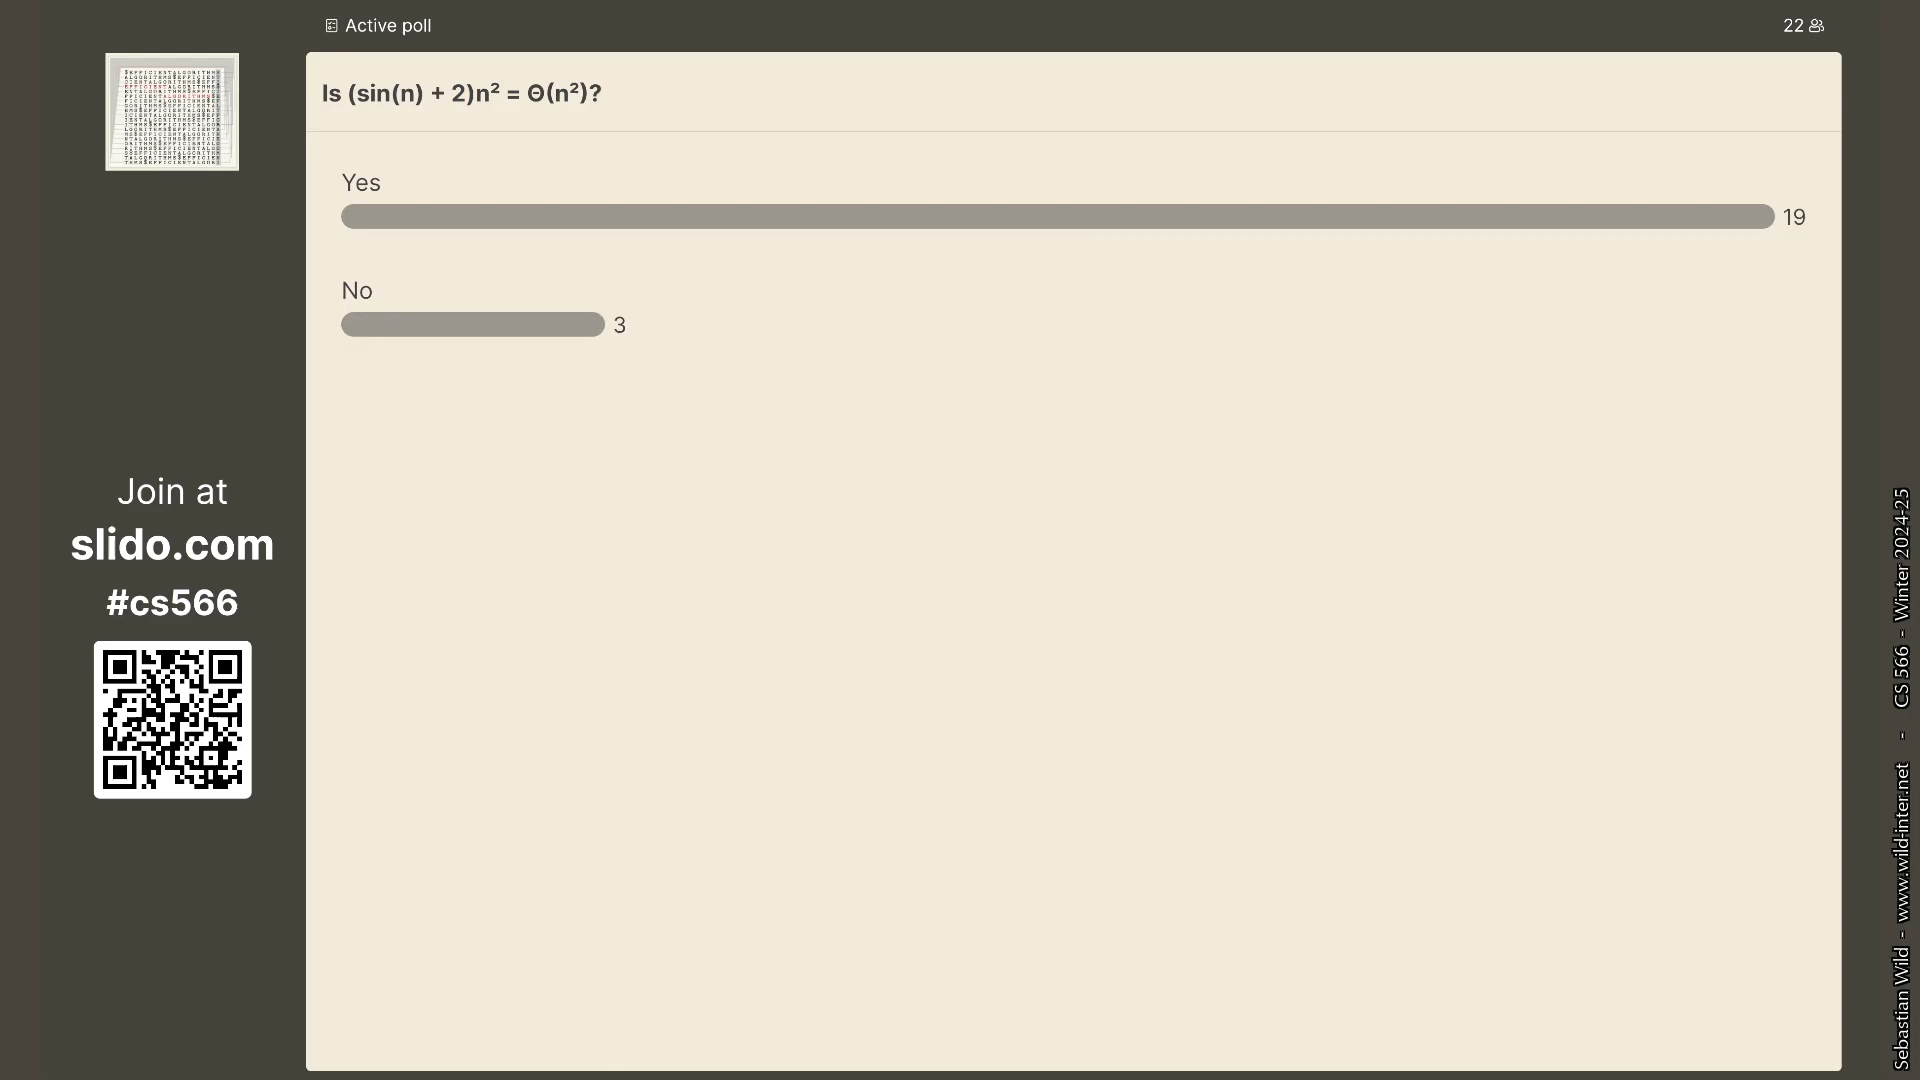 Active poll
22
Is (sin(n) + 2)n² = Θ(n²)?
Yes
19
No
3
Join at
slido.com
#cs566
Sebastian Wild - www.wild-inter.net - CS 566 - Winter 2024-25